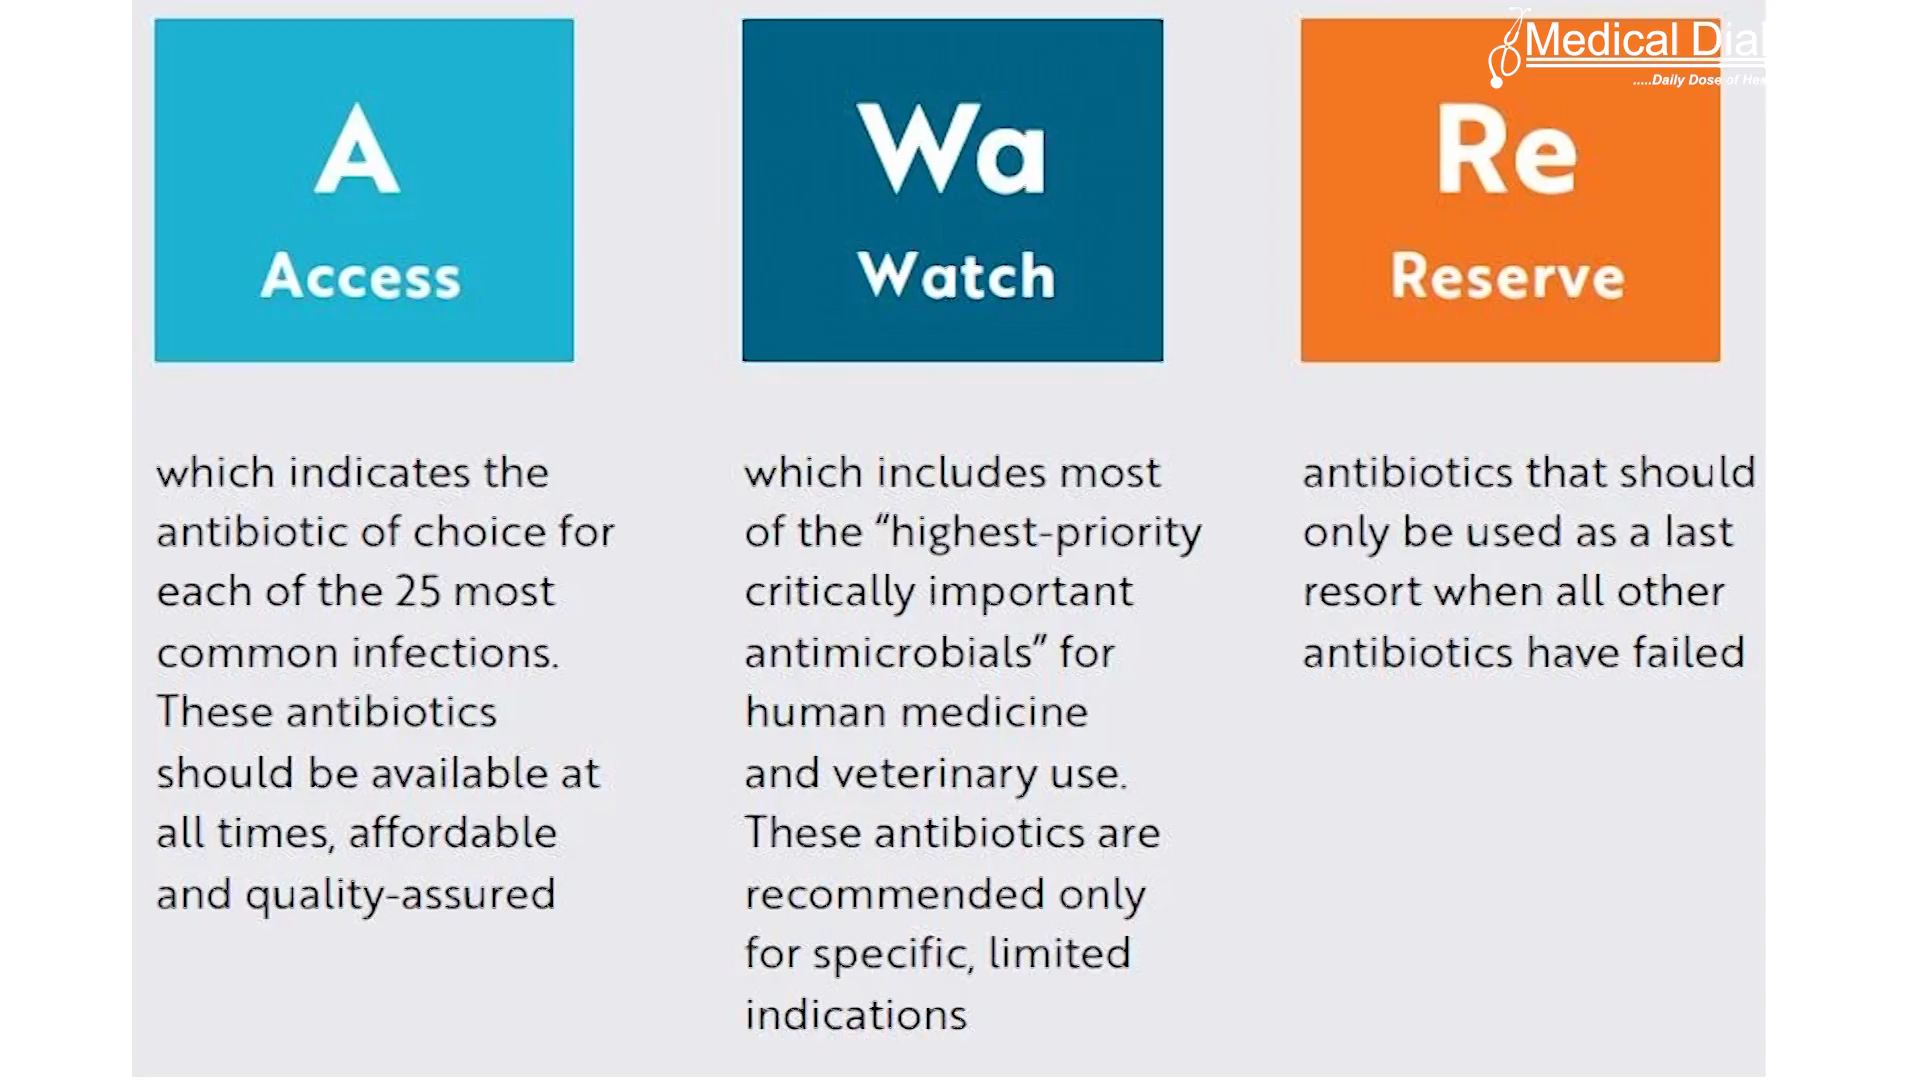 Medical Dial
.....Daily Dose of Hea
A
Access
which indicates the
antibiotic of choice for
each of the 25 most
common infections.
These antibiotics
should be available at
all times, affordable
and quality-assured
Wa
Watch
which includes most
of the “highest-priority
critically important
antimicrobials” for
human medicine
and veterinary use.
These antibiotics are
recommended only
for specific, limited
indications
Re
Reserve
antibiotics that should
only be used as a last
resort when all other
antibiotics have failed